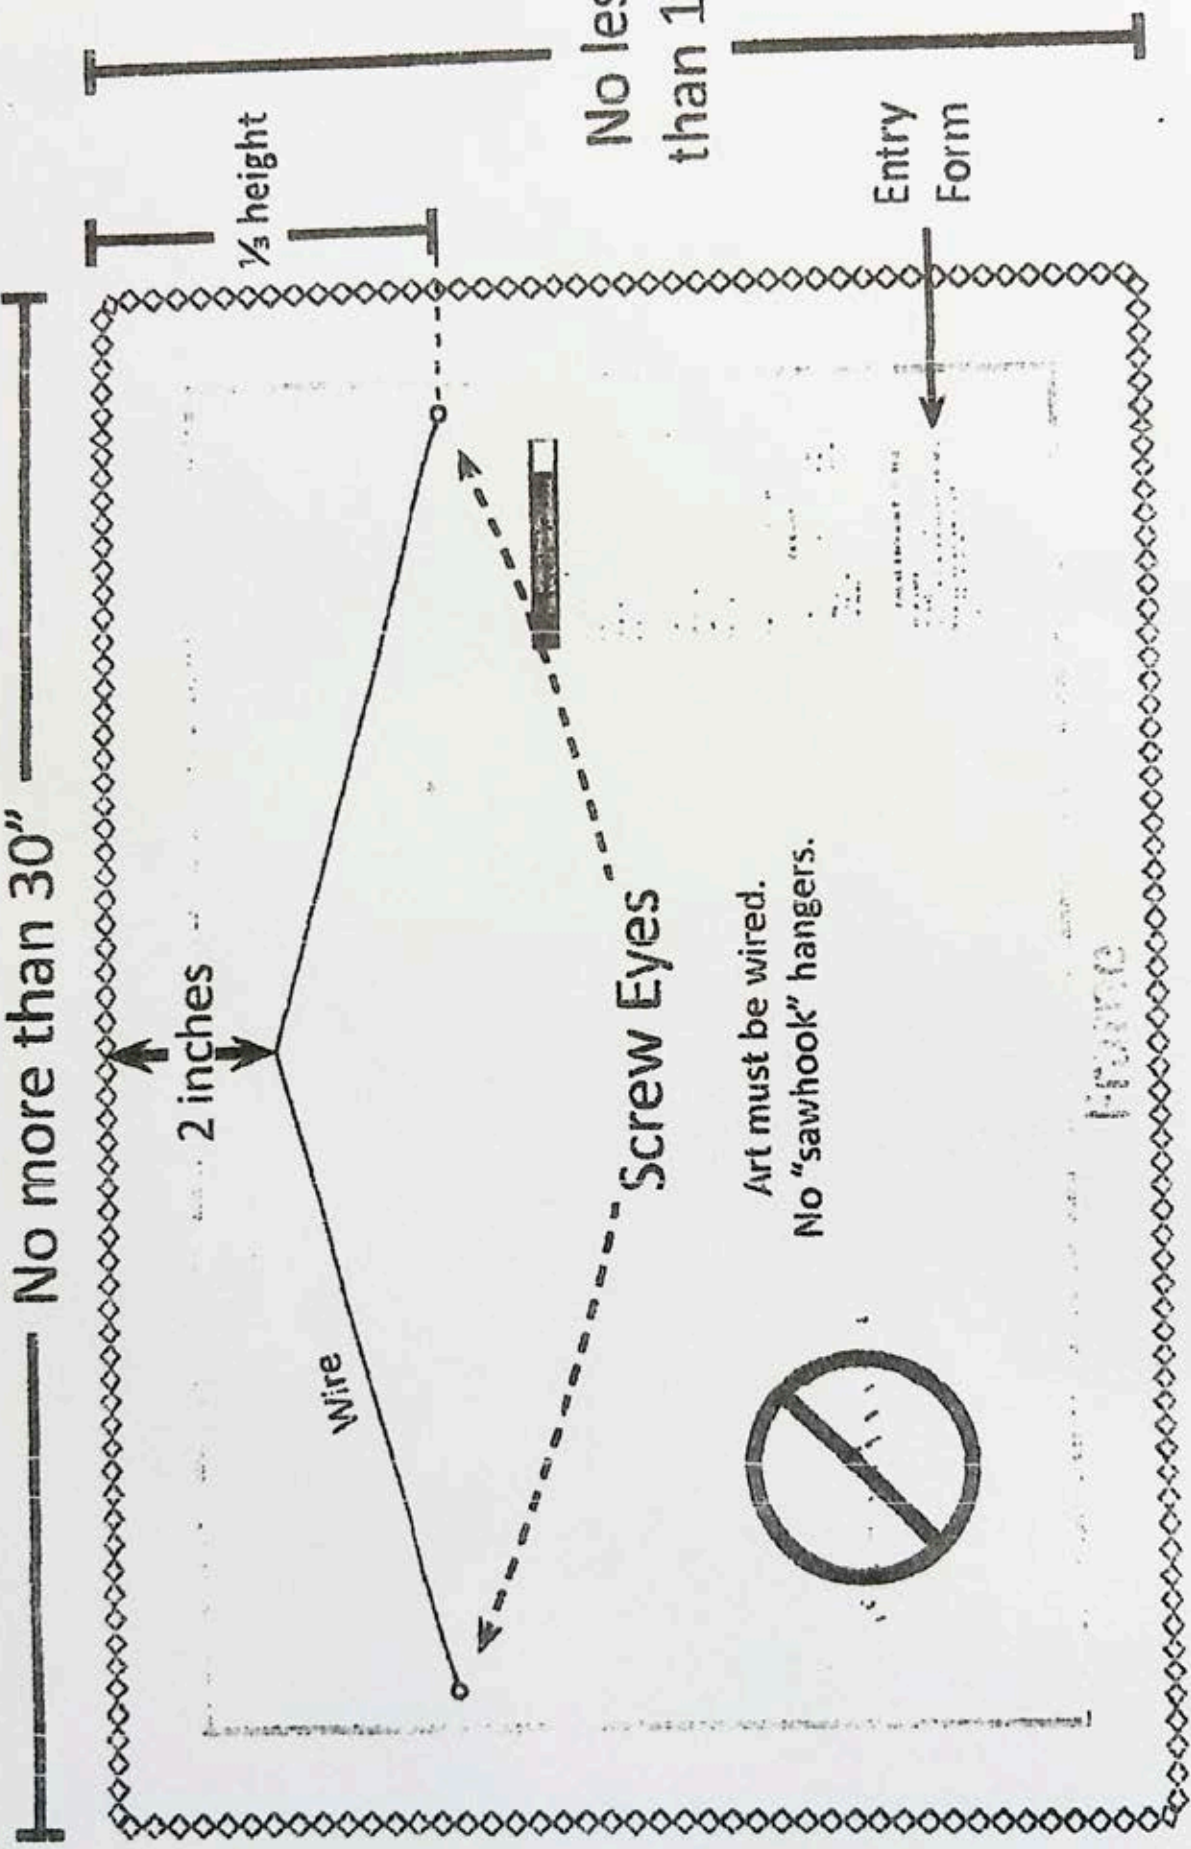 No more than 30”
2 inches
⅓ height
Wire
No les
than 1
Screw Eyes
Art must be wired.
No “sawhook” hangers.
Entry
Form
Frame